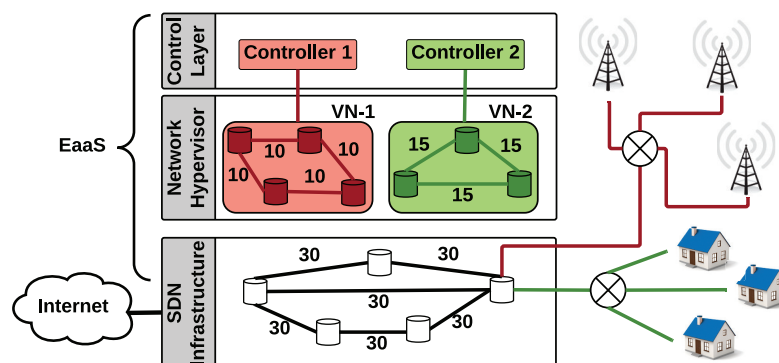 Control
Layer
Controller 1
Controller 2
EaaS
Network
Hypervisor
VN-1
10
10
10
10
VN-2
15
15
15
SDN
Infrastructure
30
30
30
30
30
30
Internet